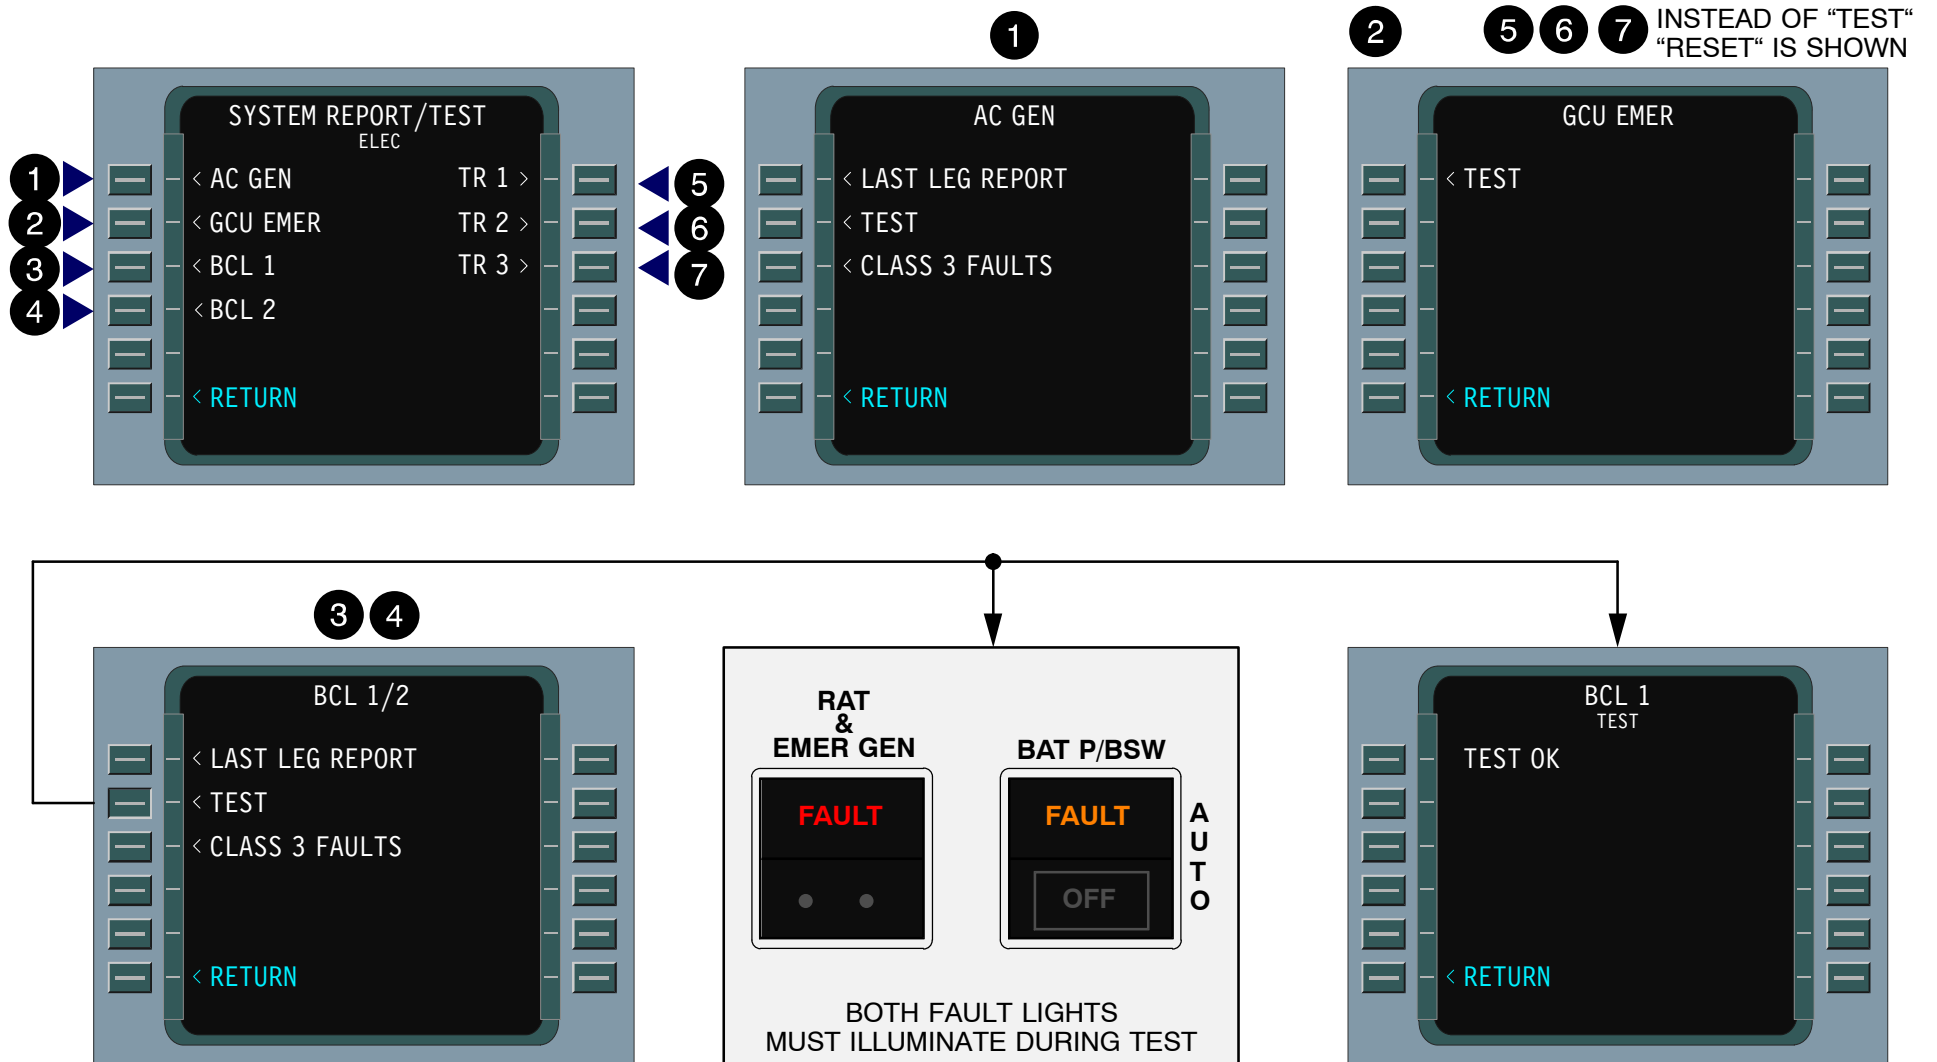 1
2
5 6 7 INSTEAD OF “TEST“
“RESET“ IS SHOWN
SYSTEM REPORT/TEST
ELEC
1 < AC GEN TR 1 > 5
2 < GCU EMER TR 2 > 6
3 < BCL 1 TR 3 > 7
4 < BCL 2
< RETURN
AC GEN
< LAST LEG REPORT
< TEST
< CLASS 3 FAULTS
< RETURN
GCU EMER
< TEST
< RETURN
3 4
BCL 1/2
< LAST LEG REPORT
< TEST
< CLASS 3 FAULTS
< RETURN
RAT
&
EMER GEN
FAULT
BAT P/BSW
FAULT
OFF
A
U
T
O
BOTH FAULT LIGHTS
MUST ILLUMINATE DURING TEST
BCL 1
TEST
TEST OK
< RETURN